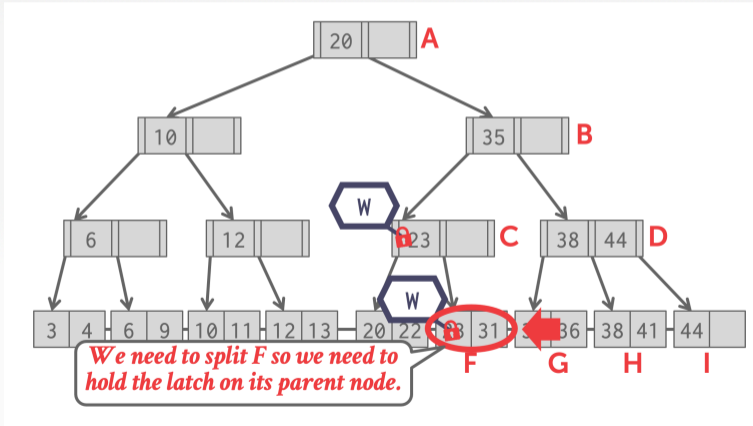 20 A
10 35 B
W
6 12 23 C 38 44 D
W
3 4 6 9 10 11 12 13 20 22 31 36 38 41 44
We need to split F so we need to
hold the latch on its parent node.
F G H I